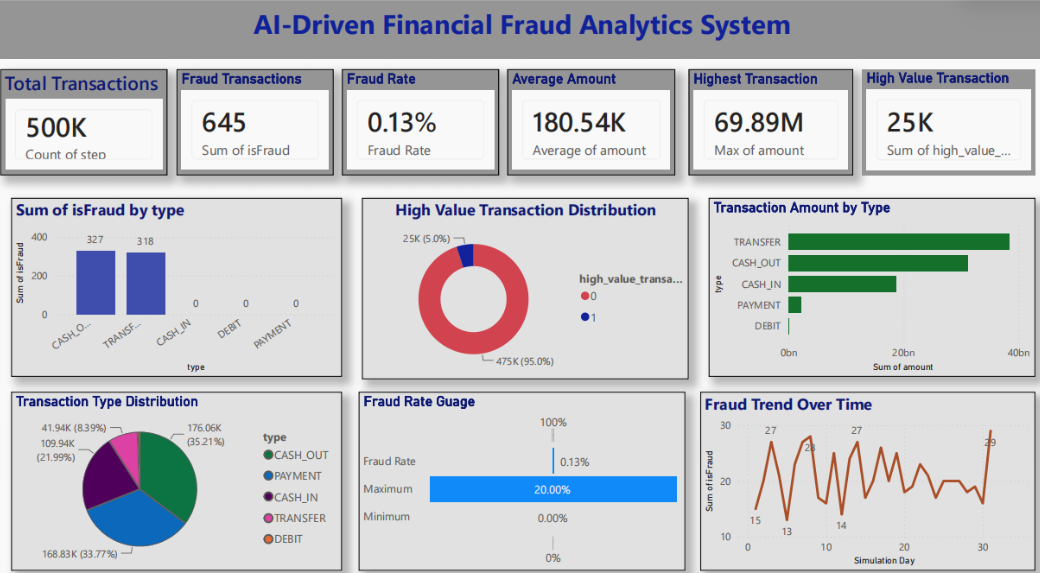 AI-Driven Financial Fraud Analytics System
Total Transactions
500K
Count of step
Fraud Transactions
645
Sum of isFraud
Fraud Rate
0.13%
Fraud Rate
Average Amount
180.54K
Average of amount
Highest Transaction
69.89M
Max of amount
High Value Transaction
25K
Sum of high_value_...
Sum of isFraud by type
Sum of isFraud
400
200
0
327
318
0
0
0
CASH_O...
TRANSF...
CASH_IN
DEBIT
PAYMENT
type
High Value Transaction Distribution
25K (5.0%)
475K (95.0%)
high_value_transa...
0
1
Transaction Amount by Type
type
TRANSFER
CASH_OUT
CASH_IN
PAYMENT
DEBIT
0bn
20bn
40bn
Sum of amount
Transaction Type Distribution
41.94K (8.39%)
109.94K
(21.99%)
176.06K
(35.21%)
168.83K (33.77%)
type
CASH_OUT
PAYMENT
CASH_IN
TRANSFER
DEBIT
Fraud Rate Guage
100%
Fraud Rate
0.13%
Maximum
20.00%
Minimum
0.00%
0%
Fraud Trend Over Time
Sum of isFraud
30
20
10
15
27
13
28
14
27
29
0
10
20
30
Simulation Day